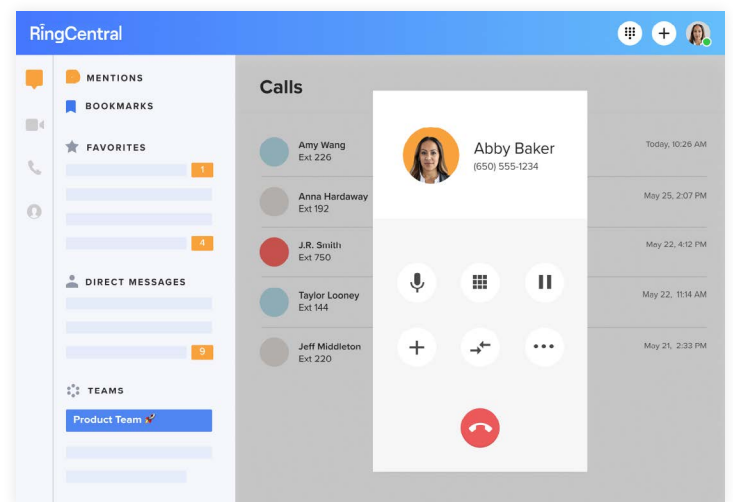 RingCentral
MENTIONS
BOOKMARKS
FAVORITES
1
4
DIRECT MESSAGES
9
TEAMS
Product Team 🚀
Calls
Amy Wang
Ext 226
Today, 10:26 AM
Anna Hardaway
Ext 192
May 25, 2:07 PM
J.R. Smith
Ext 750
May 22, 4:12 PM
Taylor Looney
Ext 144
May 22, 11:14 AM
Jeff Middleton
Ext 220
May 21, 2:33 PM
Abby Baker
(650) 555-1234